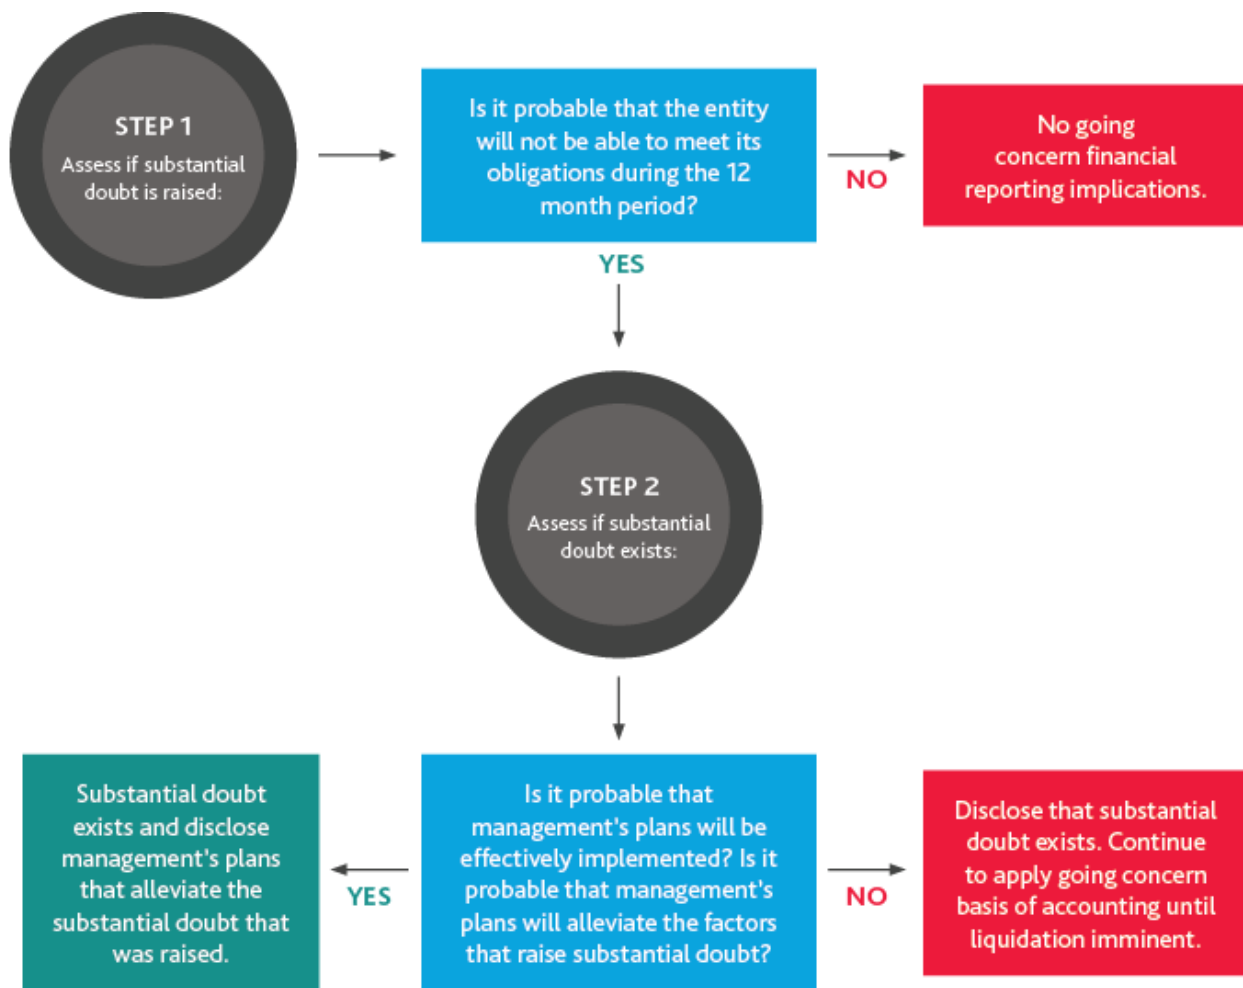 STEP 1
Assess if substantial
doubt is raised:
Is it probable that the entity
will not be able to meet its
obligations during the 12
month period?
NO
No going
concern financial
reporting implications.
YES
STEP 2
Assess if substantial
doubt exists:
Substantial doubt
exists and disclose
management's plans
that alleviate the
substantial doubt that
was raised.
YES
Is it probable that
management's plans will be
effectively implemented? Is it
probable that management's
plans will alleviate the factors
that raise substantial doubt?
NO
Disclose that substantial
doubt exists. Continue
to apply going concern
basis of accounting until
liquidation imminent.